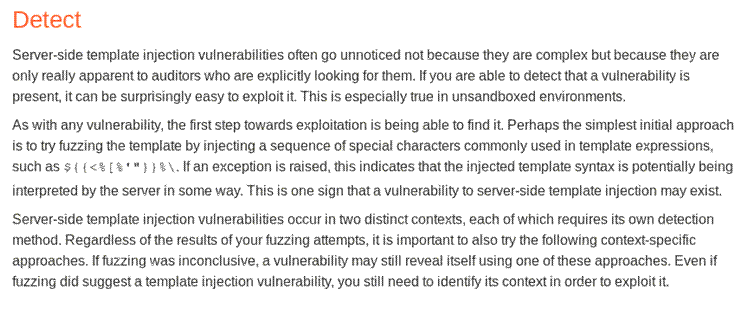 Detect
Server-side template injection vulnerabilities often go unnoticed not because they are complex but because they are
only really apparent to auditors who are explicitly looking for them. If you are able to detect that a vulnerability is
present, it can be surprisingly easy to exploit it. This is especially true in unsandboxed environments.
As with any vulnerability, the first step towards exploitation is being able to find it. Perhaps the simplest initial approach
is to try fuzzing the template by injecting a sequence of special characters commonly used in template expressions,
such as ${{<%[%'"}}%\. If an exception is raised, this indicates that the injected template syntax is potentially being
interpreted by the server in some way. This is one sign that a vulnerability to server-side template injection may exist.
Server-side template injection vulnerabilities occur in two distinct contexts, each of which requires its own detection
method. Regardless of the results of your fuzzing attempts, it is important to also try the following context-specific
approaches. If fuzzing was inconclusive, a vulnerability may still reveal itself using one of these approaches. Even if
fuzzing did suggest a template injection vulnerability, you still need to identify its context in order to exploit it.